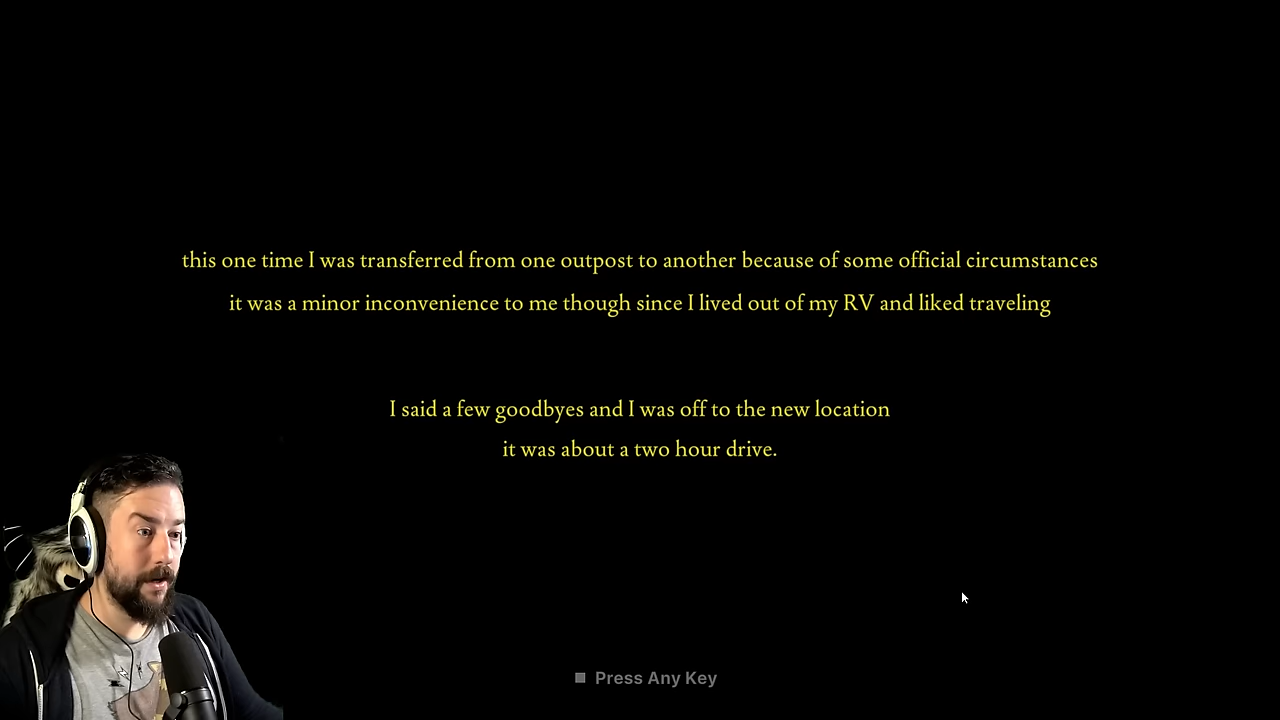 this one time I was transferred from one outpost to another because of some official circumstances
it was a minor inconvenience to me though since I lived out of my RV and liked traveling
I said a few goodbyes and I was off to the new location
it was about a two hour drive.
Press Any Key